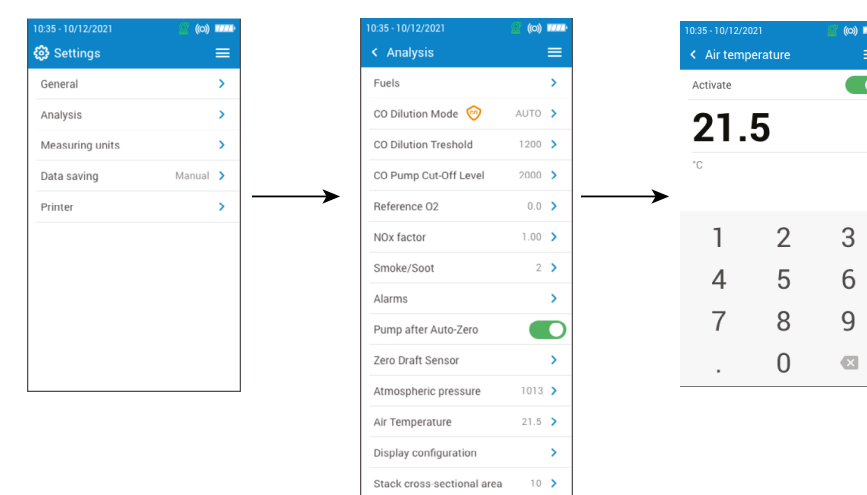 10:35 - 10/12/2021
Settings
General
Analysis
Measuring units
Data saving Manual
Printer
10:35 - 10/12/2021
Analysis
Fuels
CO Dilution Mode CO AUTO
CO Dilution Treshold 1200
CO Pump Cut-Off Level 2000
Reference O2 0.0
NOx factor 1.00
Smoke/Soot 2
Alarms
Pump after Auto-Zero
Zero Draft Sensor
Atmospheric pressure 1013
Air Temperature 21.5
Display configuration
Stack cross-sectional area 10
10:35 - 10/12/2021
Air temperature
Activate
21.5
°C
1 2 3
4 5 6
7 8 9
. 0